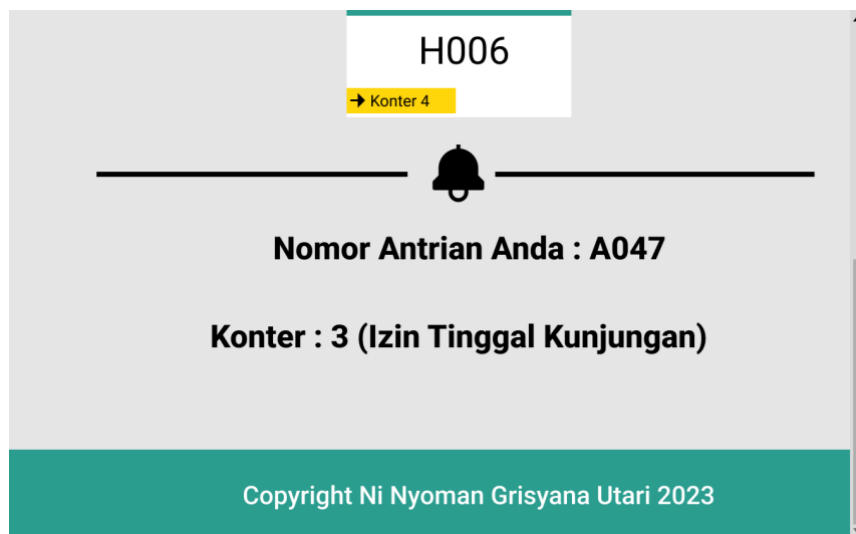 H006
Konter 4
Nomor Antrian Anda : A047
Konter : 3 (Izin Tinggal Kunjungan)
Copyright Ni Nyoman Grisyana Utari 2023